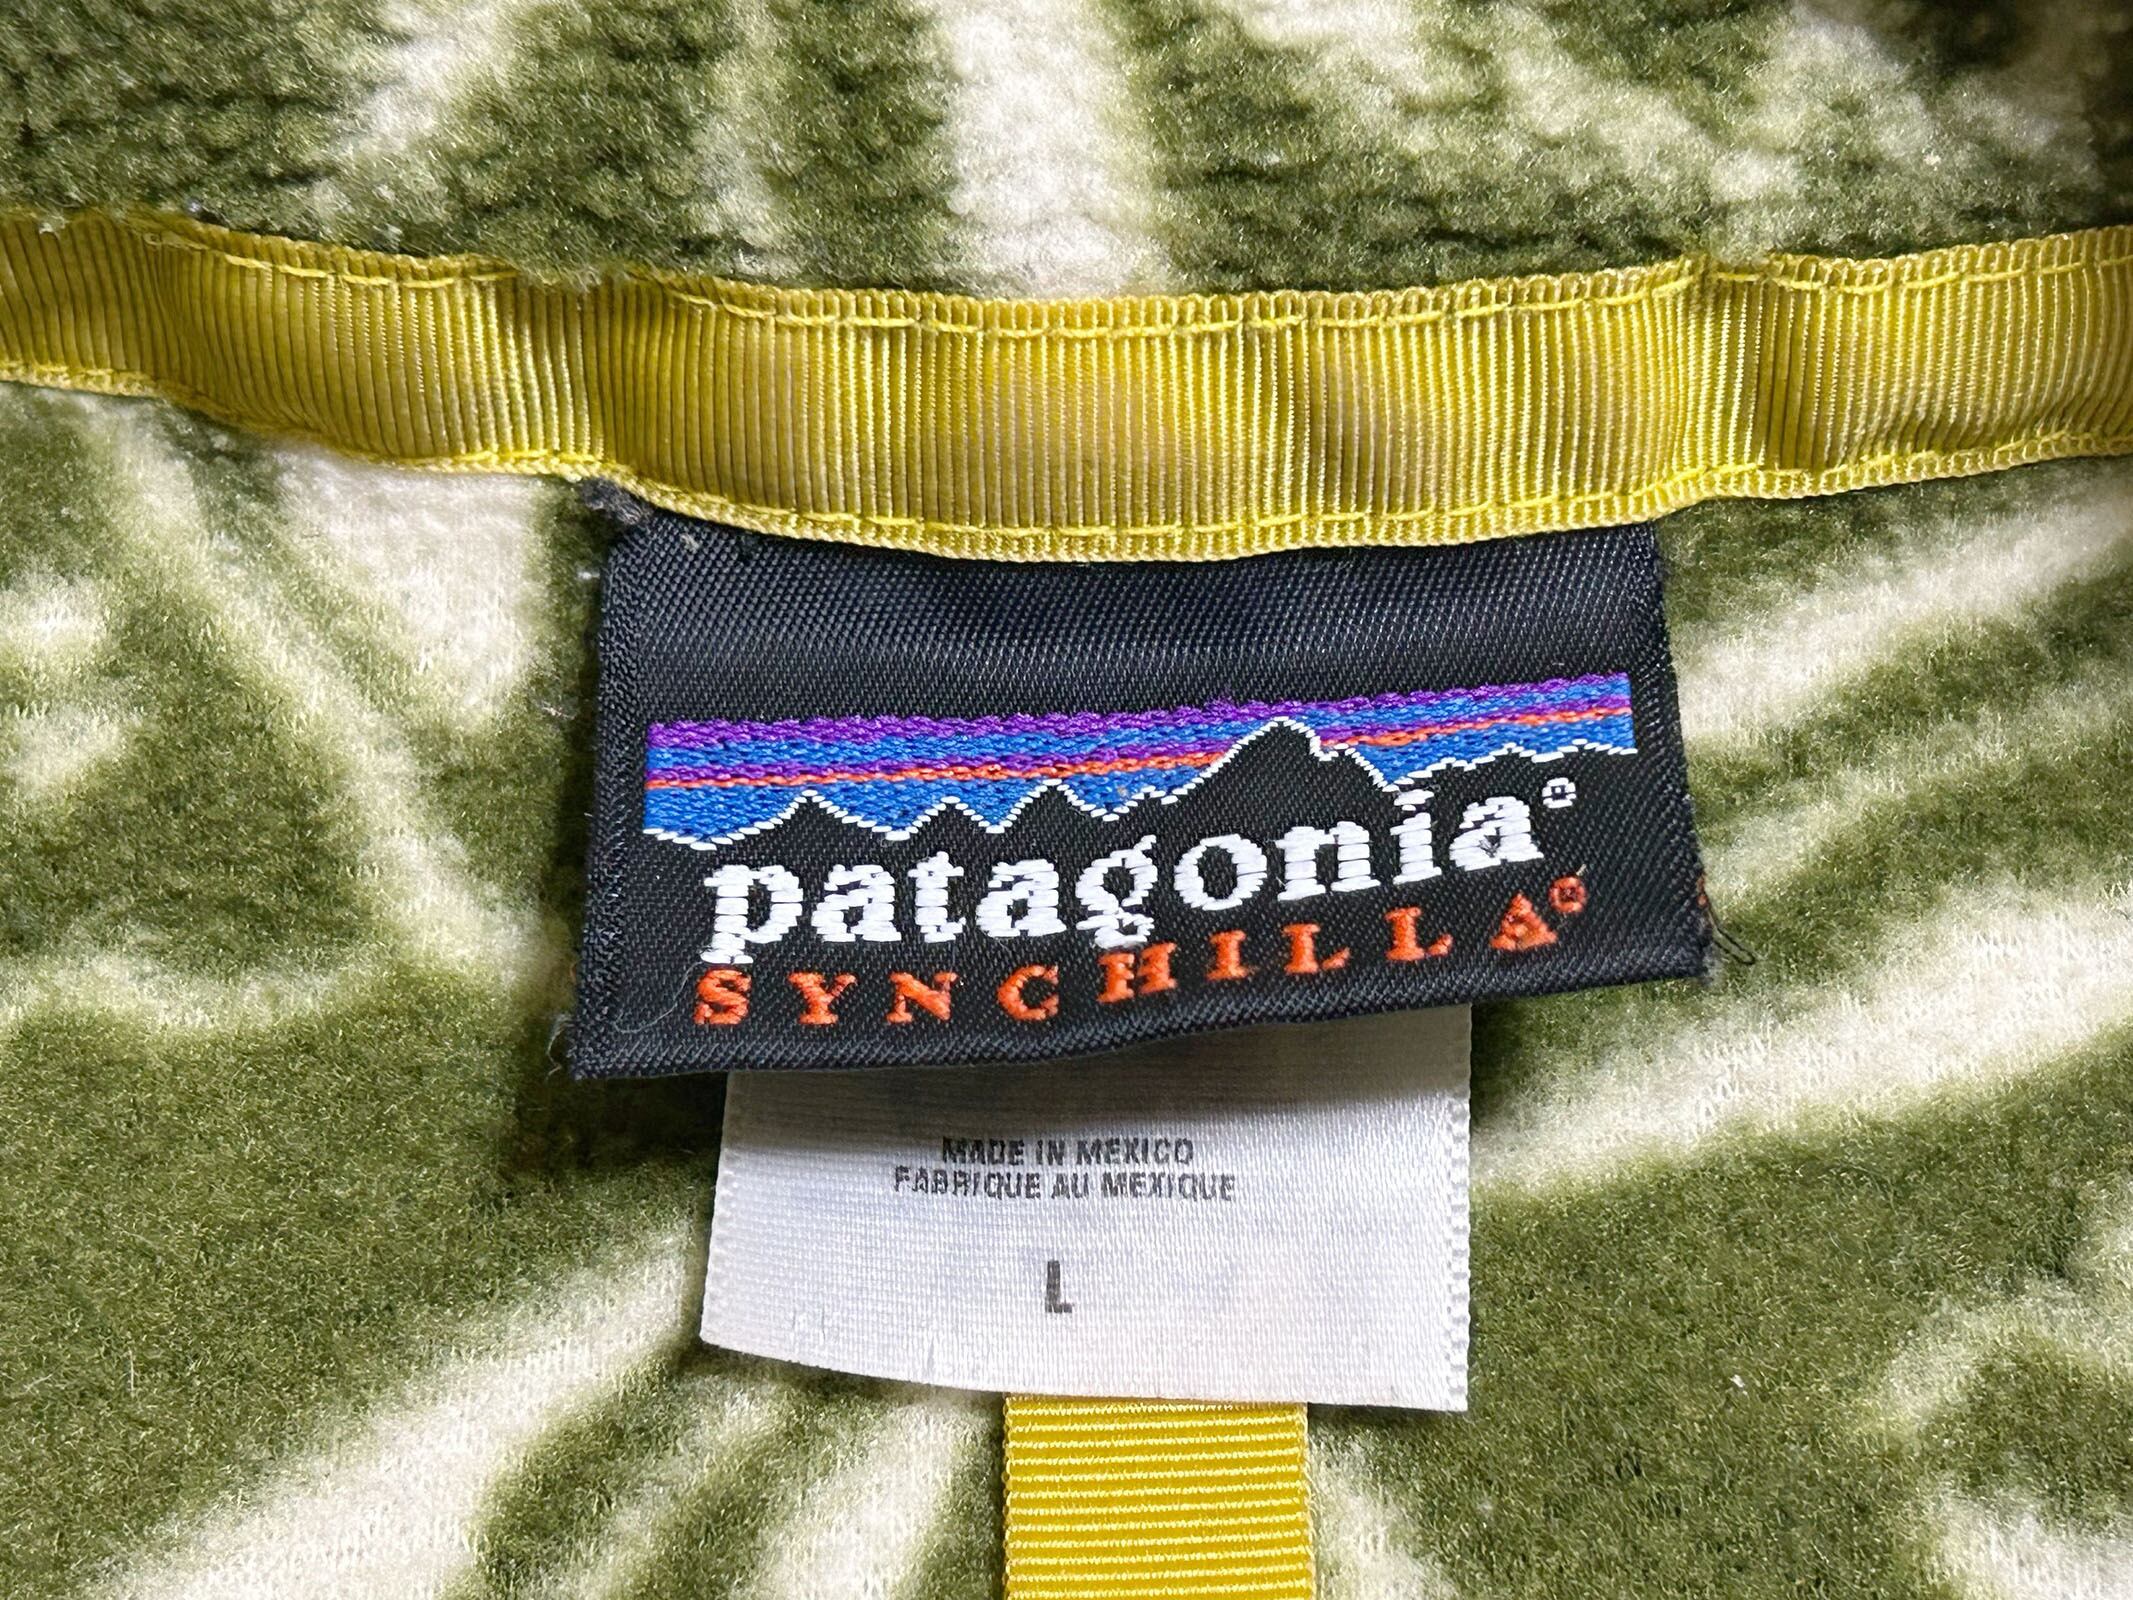 patagonia®
SYNCHILLA®
MADE IN MEXICO
FABRIQUE AU MEXIQUE
L